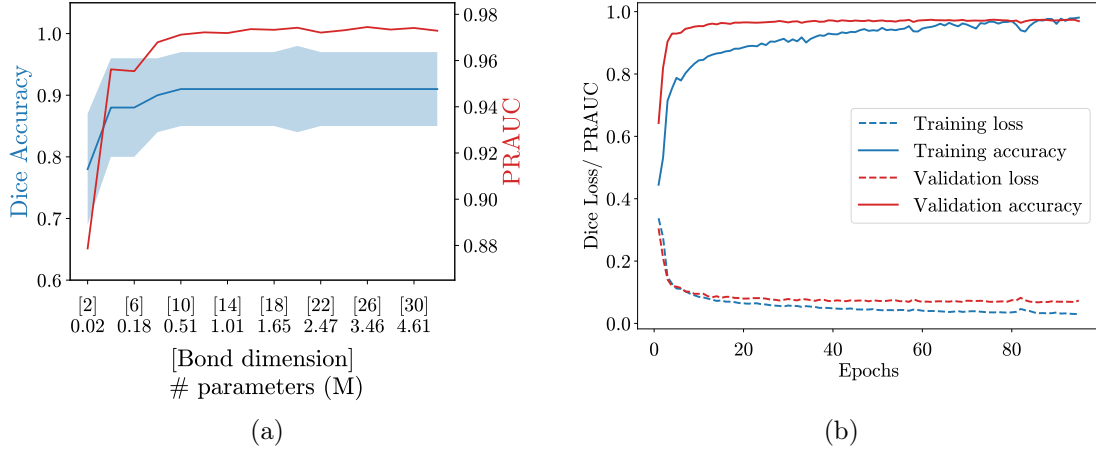 1.0
0.9
0.8
0.7
0.6
Dice Accuracy
0.98
0.96
0.94
0.92
0.90
0.88
PRAUC
[2] [6] [10] [14] [18] [22] [26] [30]
0.02 0.18 0.51 1.01 1.65 2.47 3.46 4.61
[Bond dimension]
# parameters (M)
(a)
1.0
0.8
0.6
0.4
0.2
0.0
Dice Loss/ PRAUC
Training loss
Training accuracy
Validation loss
Validation accuracy
0 20 40 60 80
Epochs
(b)